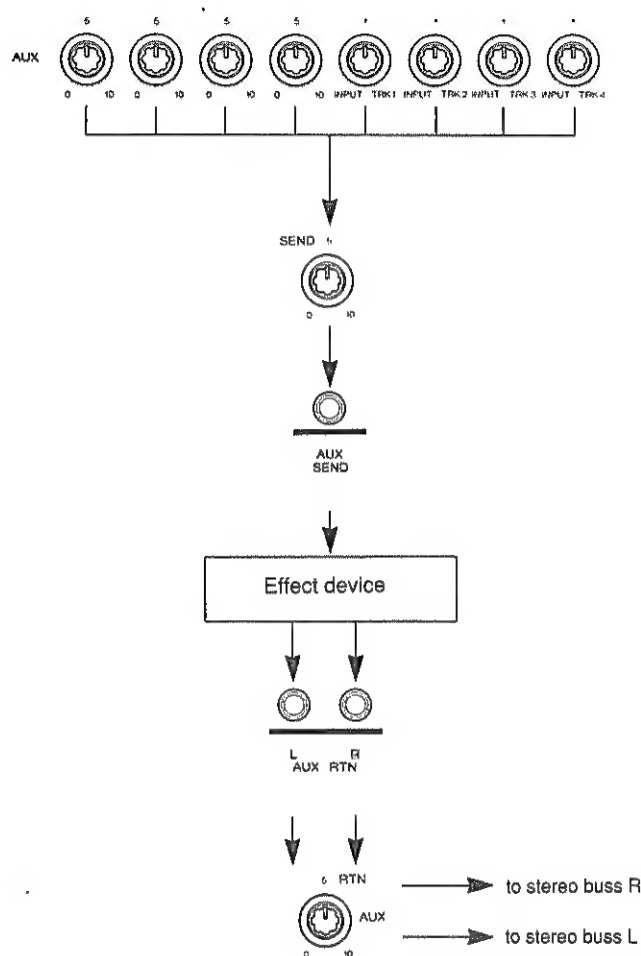 5 5 5 5
AUX
0 10 0 10 0 10 0 10 INPUT TRK1 INPUT TRK2 INPUT TRK3 INPUT TRK4
SEND 5
0 10
AUX
SEND
Effect device
L R
AUX RTN
5 RTN
to stereo buss R
AUX
to stereo buss L
0 10